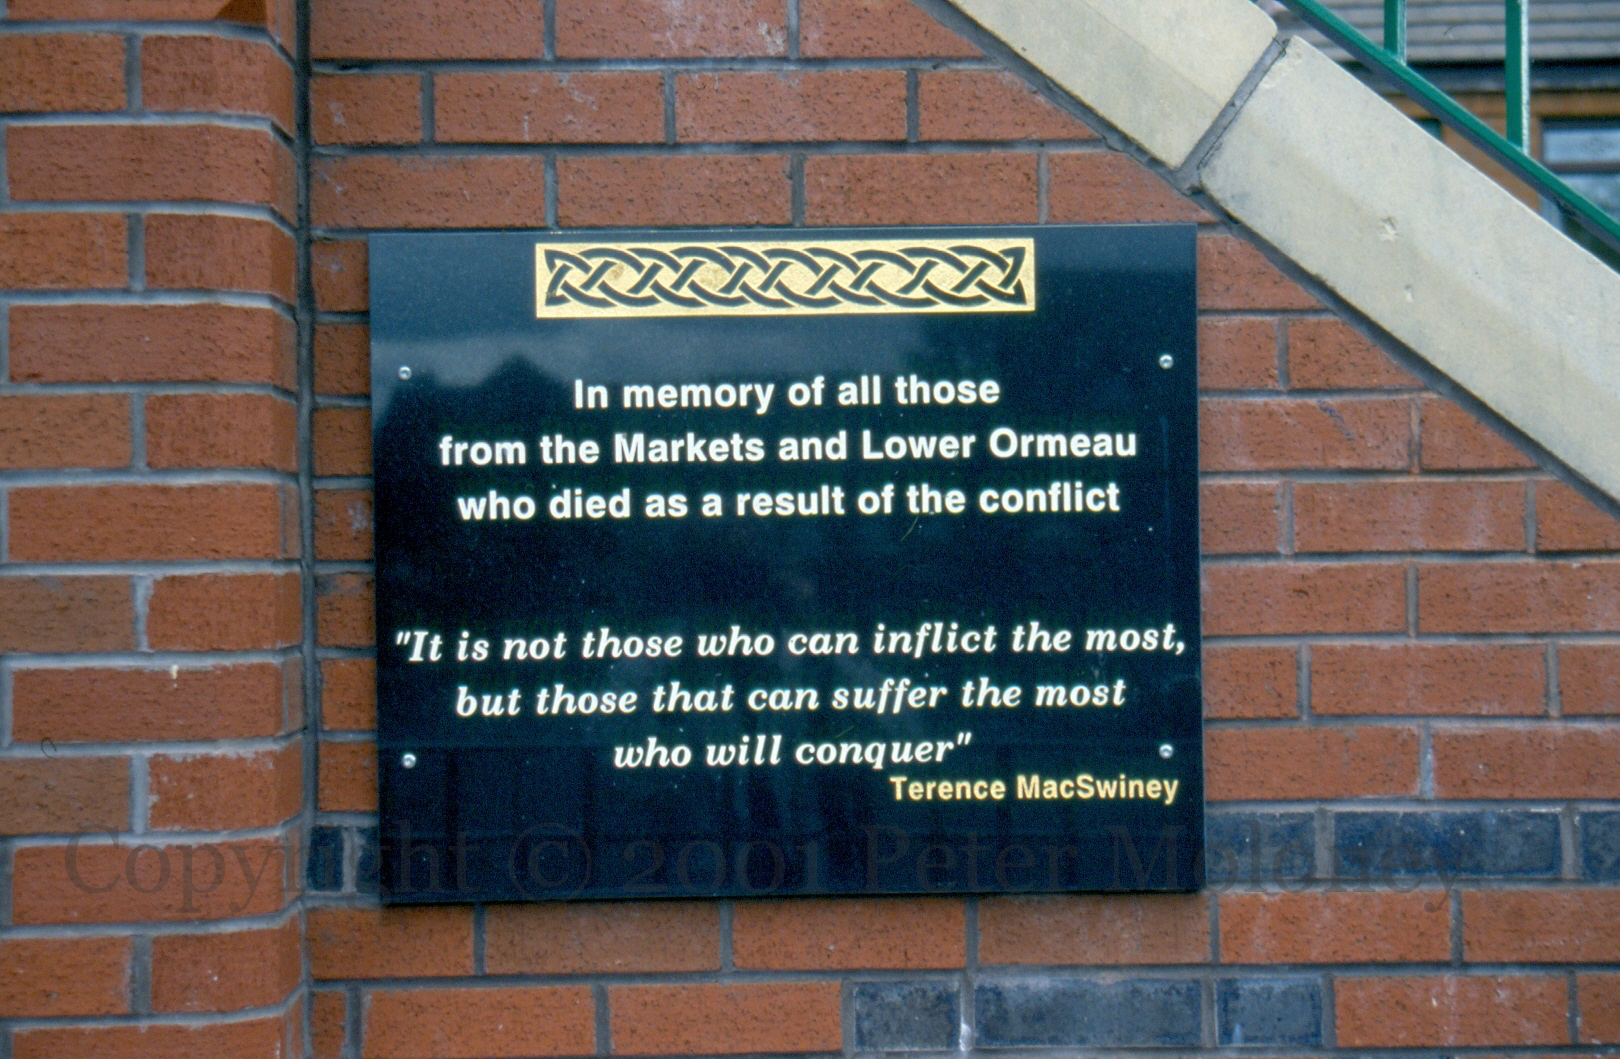 In memory of all those
from the Markets and Lower Ormeau
who died as a result of the conflict
"It is not those who can inflict the most,
but those that can suffer the most
who will conquer"
Terence MacSwiney
Copyright © 2001 Peter Moloney